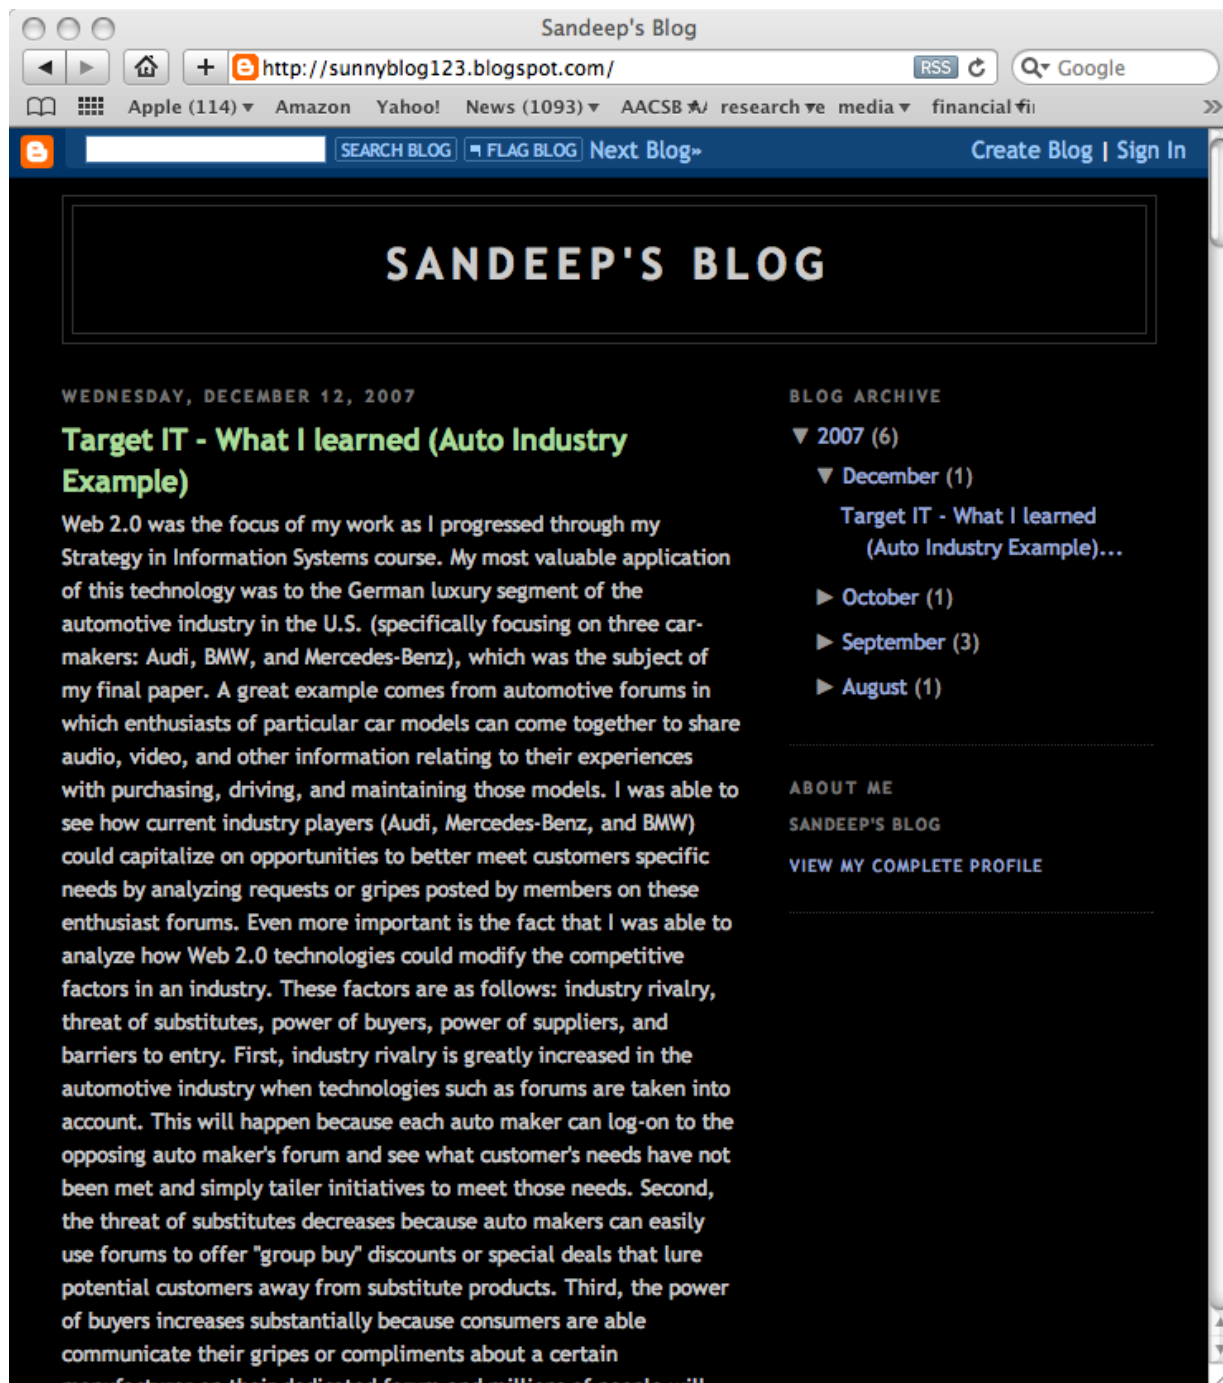 Sandeep's Blog
http://sunnyblog123.blogspot.com/
RSS
Google
Apple (114)
Amazon
Yahoo!
News (1093)
AACSB
research
media
financial
SEARCH BLOG
FLAG BLOG
Next Blog»
Create Blog | Sign In
SANDEEP'S BLOG
WEDNESDAY, DECEMBER 12, 2007
Target IT - What I learned (Auto Industry
Example)
Web 2.0 was the focus of my work as I progressed through my
Strategy in Information Systems course. My most valuable application
of this technology was to the German luxury segment of the
automotive industry in the U.S. (specifically focusing on three car-
makers: Audi, BMW, and Mercedes-Benz), which was the subject of
my final paper. A great example comes from automotive forums in
which enthusiasts of particular car models can come together to share
audio, video, and other information relating to their experiences
with purchasing, driving, and maintaining those models. I was able to
see how current industry players (Audi, Mercedes-Benz, and BMW)
could capitalize on opportunities to better meet customers specific
needs by analyzing requests or gripes posted by members on these
enthusiast forums. Even more important is the fact that I was able to
analyze how Web 2.0 technologies could modify the competitive
factors in an industry. These factors are as follows: industry rivalry,
threat of substitutes, power of buyers, power of suppliers, and
barriers to entry. First, industry rivalry is greatly increased in the
automotive industry when technologies such as forums are taken into
account. This will happen because each auto maker can log-on to the
opposing auto maker's forum and see what customer's needs have not
been met and simply tailer initiatives to meet those needs. Second,
the threat of substitutes decreases because auto makers can easily
use forums to offer "group buy" discounts or special deals that lure
potential customers away from substitute products. Third, the power
of buyers increases substantially because consumers are able
communicate their gripes or compliments about a certain
BLOG ARCHIVE
▼ 2007 (6)
▼ December (1)
Target IT - What I learned
(Auto Industry Example)...
► October (1)
► September (3)
► August (1)
ABOUT ME
SANDEEP'S BLOG
VIEW MY COMPLETE PROFILE